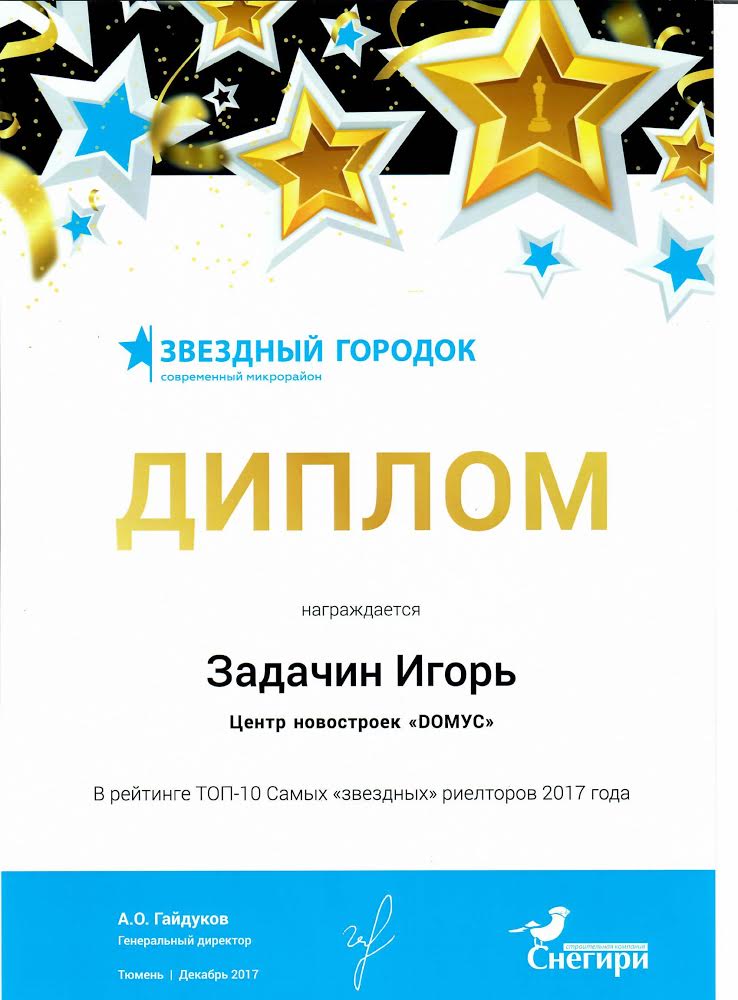 ЗВЕЗДНЫЙ ГОРОДОК
современный микрорайон
ДИПЛОМ
награждается
Задачин Игорь
Центр новостроек «DОМУС»
В рейтинге ТОП-10 Самых «звездных» риелторов 2017 года
А.О. Гайдуков
Генеральный директор
Тюмень | Декабрь 2017
строительная компания
Снегири